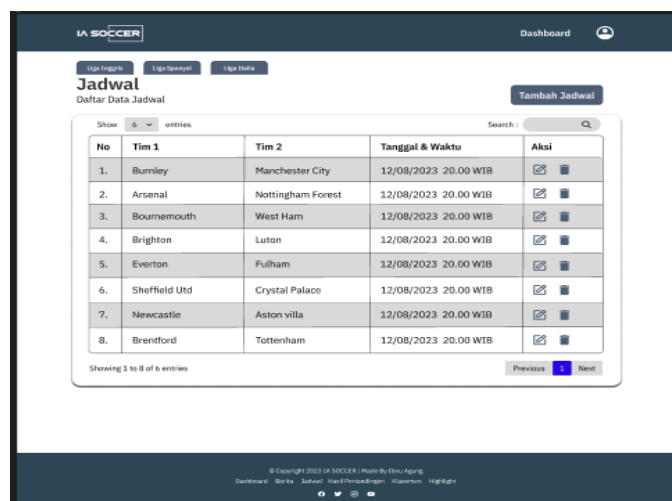 IA SOCCER
Dashboard
Liga Inggris Liga Spanyol Liga Italia
Jadwal
Daftar Data Jadwal
Tambah Jadwal
Show 6 entries Search :
No Tim 1 Tim 2 Tanggal & Waktu Aksi
1. Burnley Manchester City 12/08/2023 20.00 WIB
2. Arsenal Nottingham Forest 12/08/2023 20.00 WIB
3. Bournemouth West Ham 12/08/2023 20.00 WIB
4. Brighton Luton 12/08/2023 20.00 WIB
5. Everton Fulham 12/08/2023 20.00 WIB
6. Sheffield Utd Crystal Palace 12/08/2023 20.00 WIB
7. Newcastle Aston villa 12/08/2023 20.00 WIB
8. Brentford Tottenham 12/08/2023 20.00 WIB
Showing 1 to 8 of 6 entries
Previous 1 Next
© Copyright 2023 IA SOCCER | Made By Ibnu Agung.
Dashboard Berita Jadwal Hasil Pertandingan Klasemen Highlight